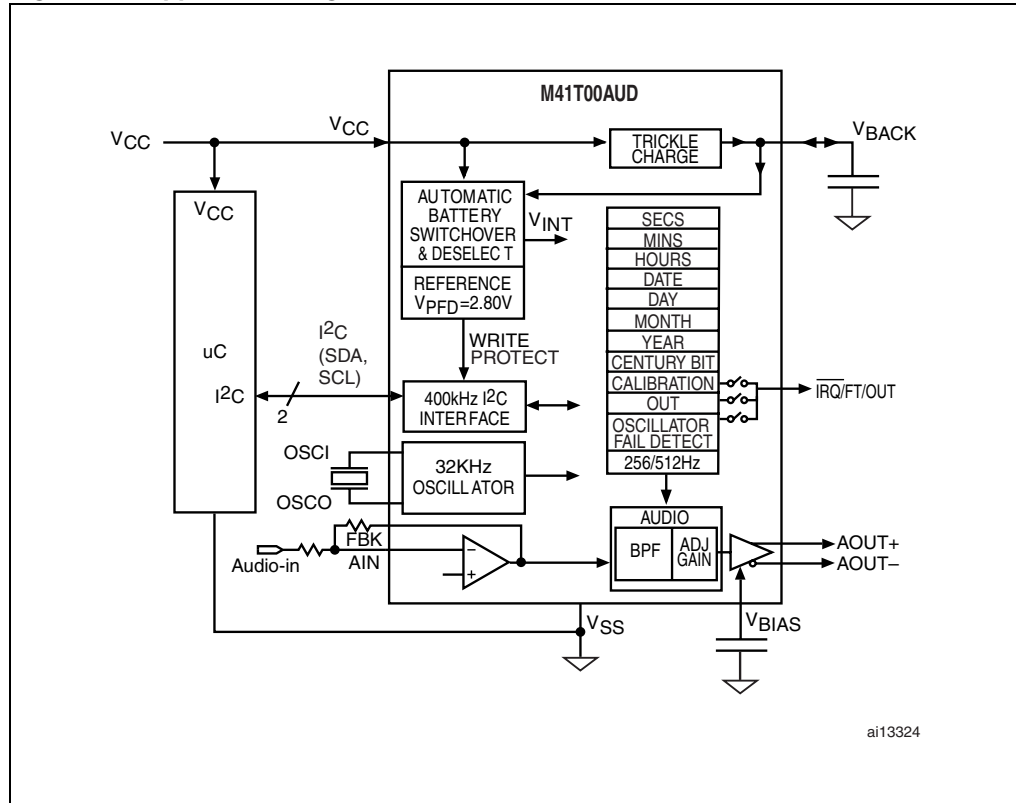 M41T00AUD
VCC
VCC
TRICKLE
CHARGE
VBACK
VCC
uC
I2C
I2C
(SDA,
SCL)
2
AUTOMATIC
BATTERY
SWITCHOVER
& DESELECT
VINT
REFERENCE
VPFD=2.80V
WRITE
PROTECT
400kHz I2C
INTERFACE
OSCI
OSCO
32KHz
OSCILLATOR
SECS
MINS
HOURS
DATE
DAY
MONTH
YEAR
CENTURY BIT
CALIBRATION
OUT
OSCILLATOR
FAIL DETECT
256/512Hz
IRQ/FT/OUT
Audio-in
FBK
AIN
−
+
AUDIO
BPF
ADJ
GAIN
AOUT+
AOUT−
VSS
VBIAS
ai13324